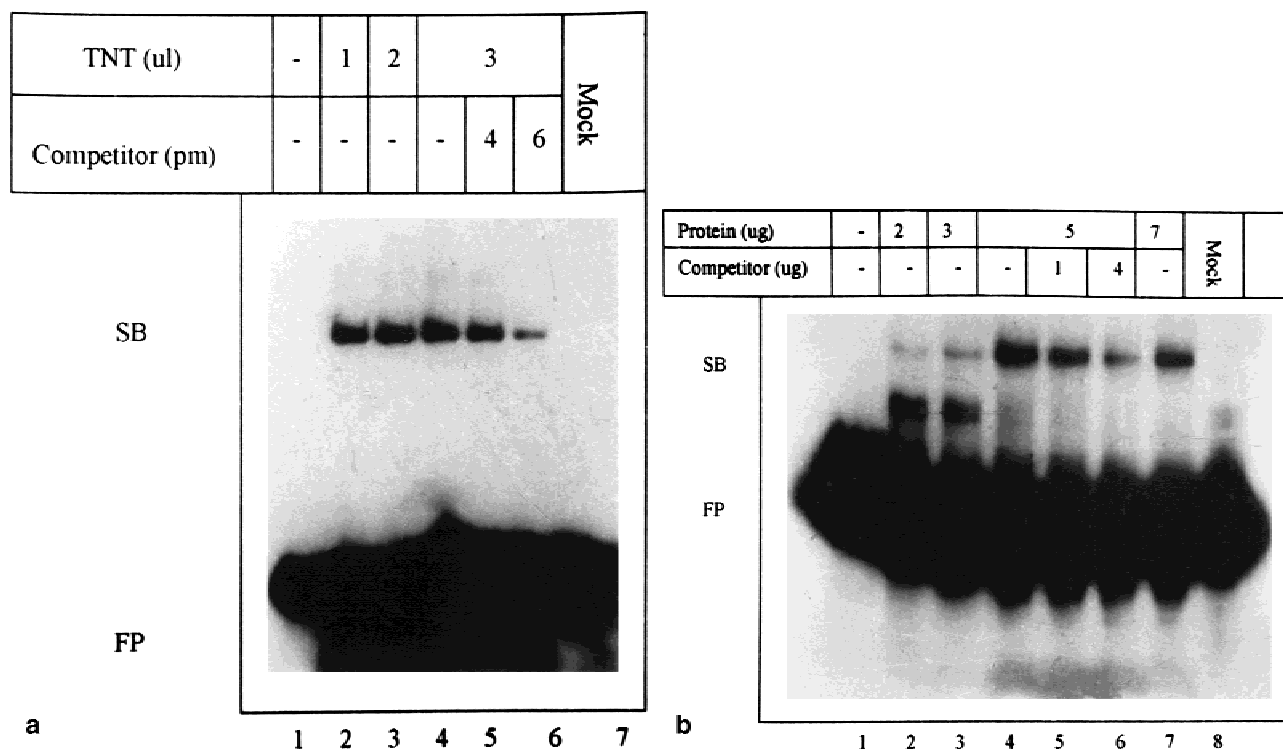 TNT (ul) - 1 2 3 Mock
Competitor (pm) - - - - 4 6
SB
FP
a
1 2 3 4 5 6 7
Protein (ug) - 2 3 5 7 Mock
Competitor (ug) - - - - 1 4 -
SB
FP
b
1 2 3 4 5 6 7 8